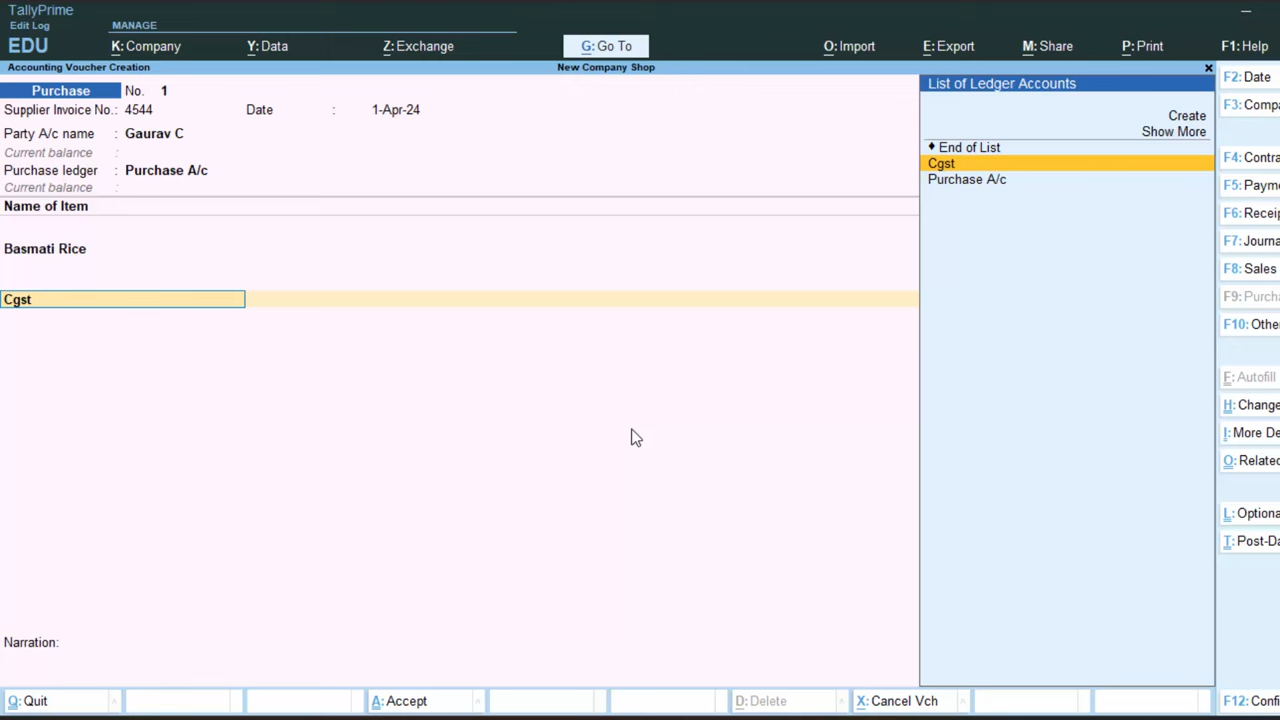 TallyPrime
Edit Log
MANAGE
EDU
K: Company
Y: Data
Z: Exchange
G: Go To
O: Import
E: Export
M: Share
P: Print
F1: Help
Accounting Voucher Creation
New Company Shop
Purchase No. 1
Supplier Invoice No.: 4544 Date : 1-Apr-24
Party A/c name : Gaurav C
Current balance :
Purchase ledger : Purchase A/c
Current balance :
Name of Item
Basmati Rice
Cgst
Narration:
List of Ledger Accounts
Create
Show More
♦ End of List
Cgst
Purchase A/c
F2: Date
F3: Compa
F4: Contra
F5: Payme
F6: Receip
F7: Journa
F8: Sales
F9: Purcha
F10: Othe
F: Autofill
H: Change
I: More De
O: Related
L: Optiona
T: Post-Da
Q: Quit
A: Accept
D: Delete
X: Cancel Vch
F12: Confi